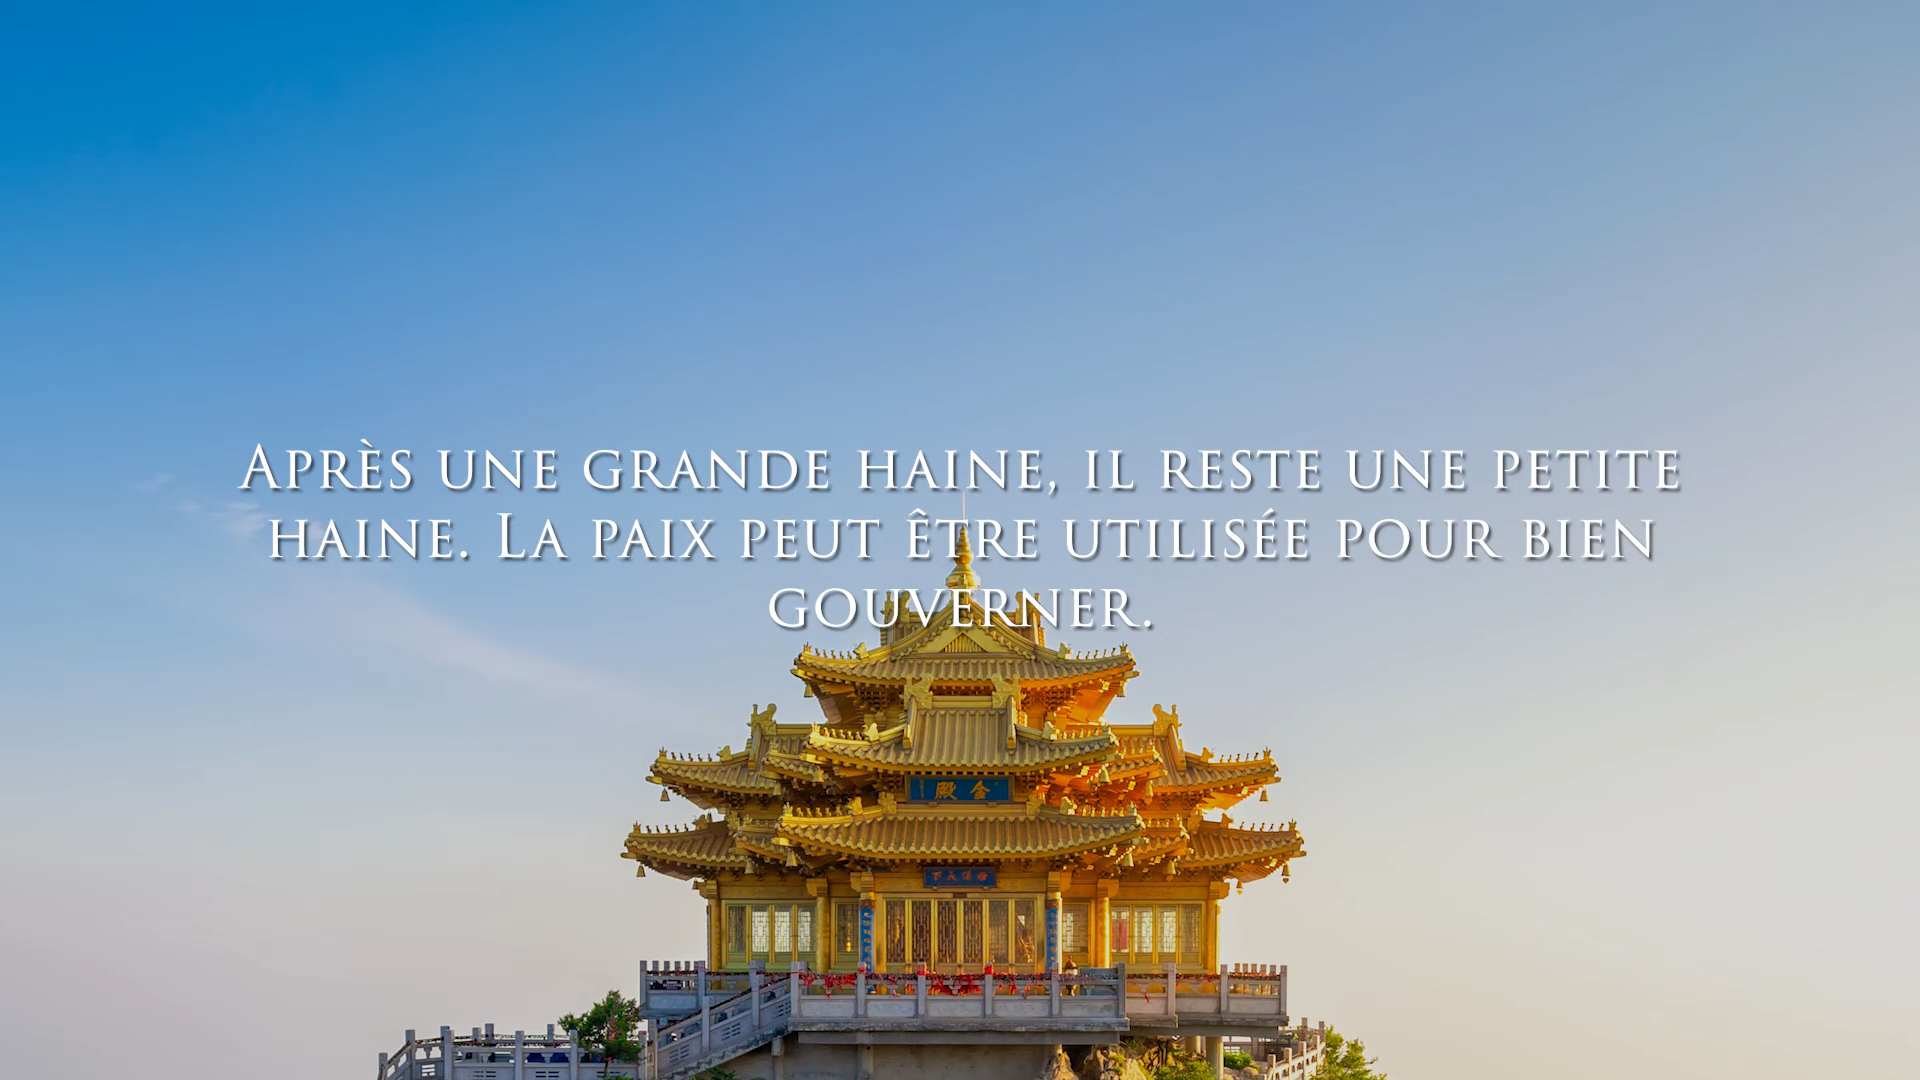 Après une grande haine, il reste une petite
haine. La paix peut être utilisée pour bien
gouverner.
金殿